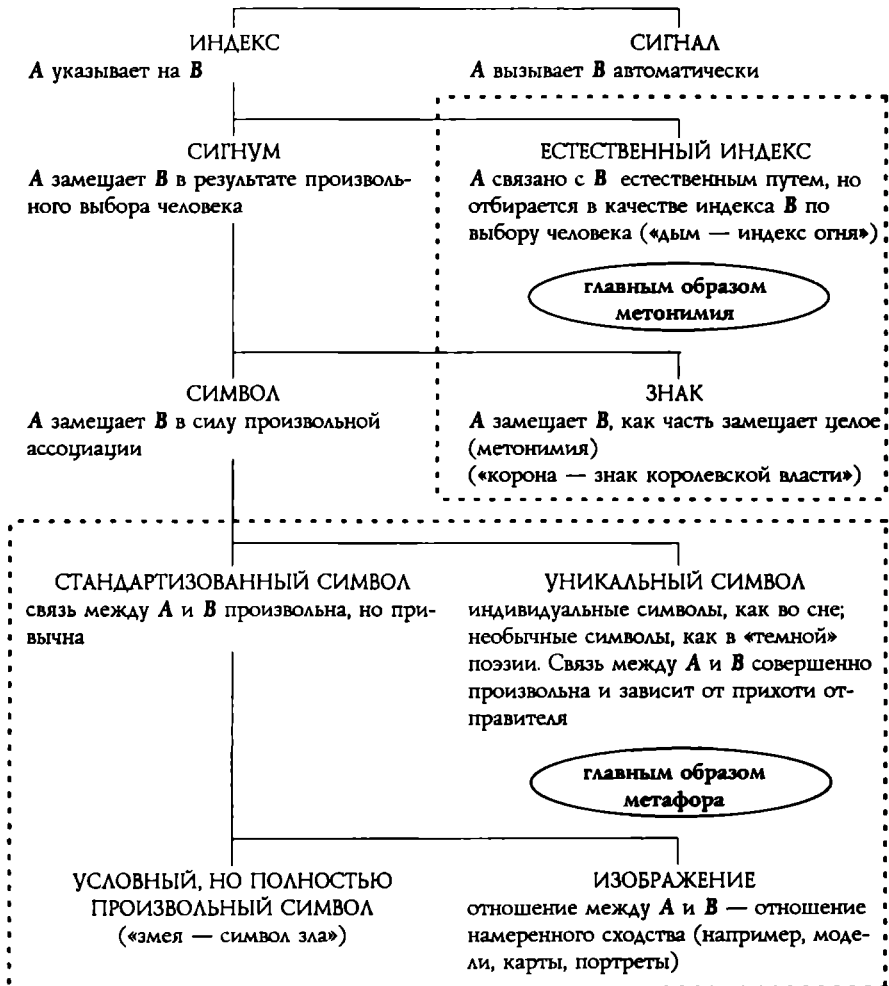 ИНДЕКС
А указывает на В
СИГНАЛ
А вызывает В автоматически
СИГНУМ
А замещает В в результате произволь-
ного выбора человека
ЕСТЕСТВЕННЫЙ ИНДЕКС
А связано с В естественным путем, но
отбирается в качестве индекса В по
выбору человека («дым — индекс огня»)
главным образом
метонимия
СИМВОЛ
А замещает В в силу произвольной
ассоциации
ЗНАК
А замещает В, как часть замещает целое
(метонимия)
(«корона — знак королевской власти»)
СТАНДАРТИЗОВАННЫЙ СИМВОЛ
связь между А и В произвольна, но при-
вычна
УНИКАЛЬНЫЙ СИМВОЛ
индивидуальные символы, как во сне;
необычные символы, как в «темной»
поэзии. Связь между А и В совершенно
произвольна и зависит от прихоти от-
правителя
главным образом
метафора
УСЛОВНЫЙ, НО ПОЛНОСТЬЮ
ПРОИЗВОЛЬНЫЙ СИМВОЛ
(«змея — символ зла»)
ИЗОБРАЖЕНИЕ
отношение между А и В — отношение
намеренного сходства (например, моде-
ли, карты, портреты)